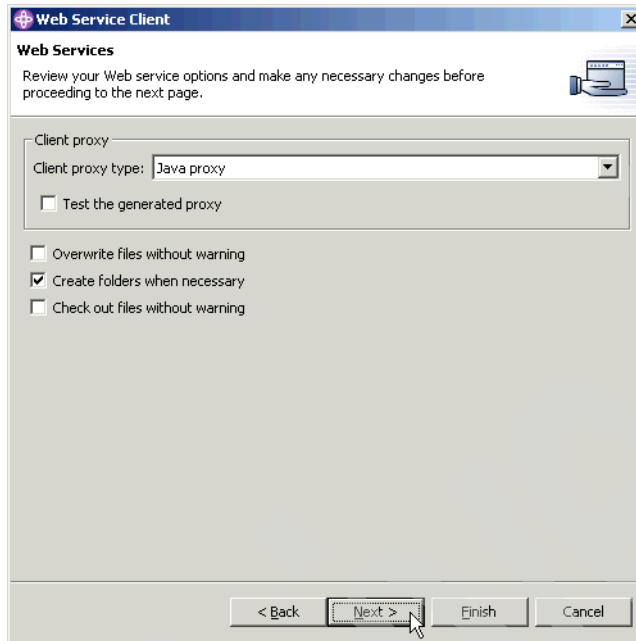 Web Service Client
Web Services
Review your Web service options and make any necessary changes before
proceeding to the next page.
Client proxy
Client proxy type: Java proxy
Test the generated proxy
Overwrite files without warning
Create folders when necessary
Check out files without warning
< Back Next > Finish Cancel